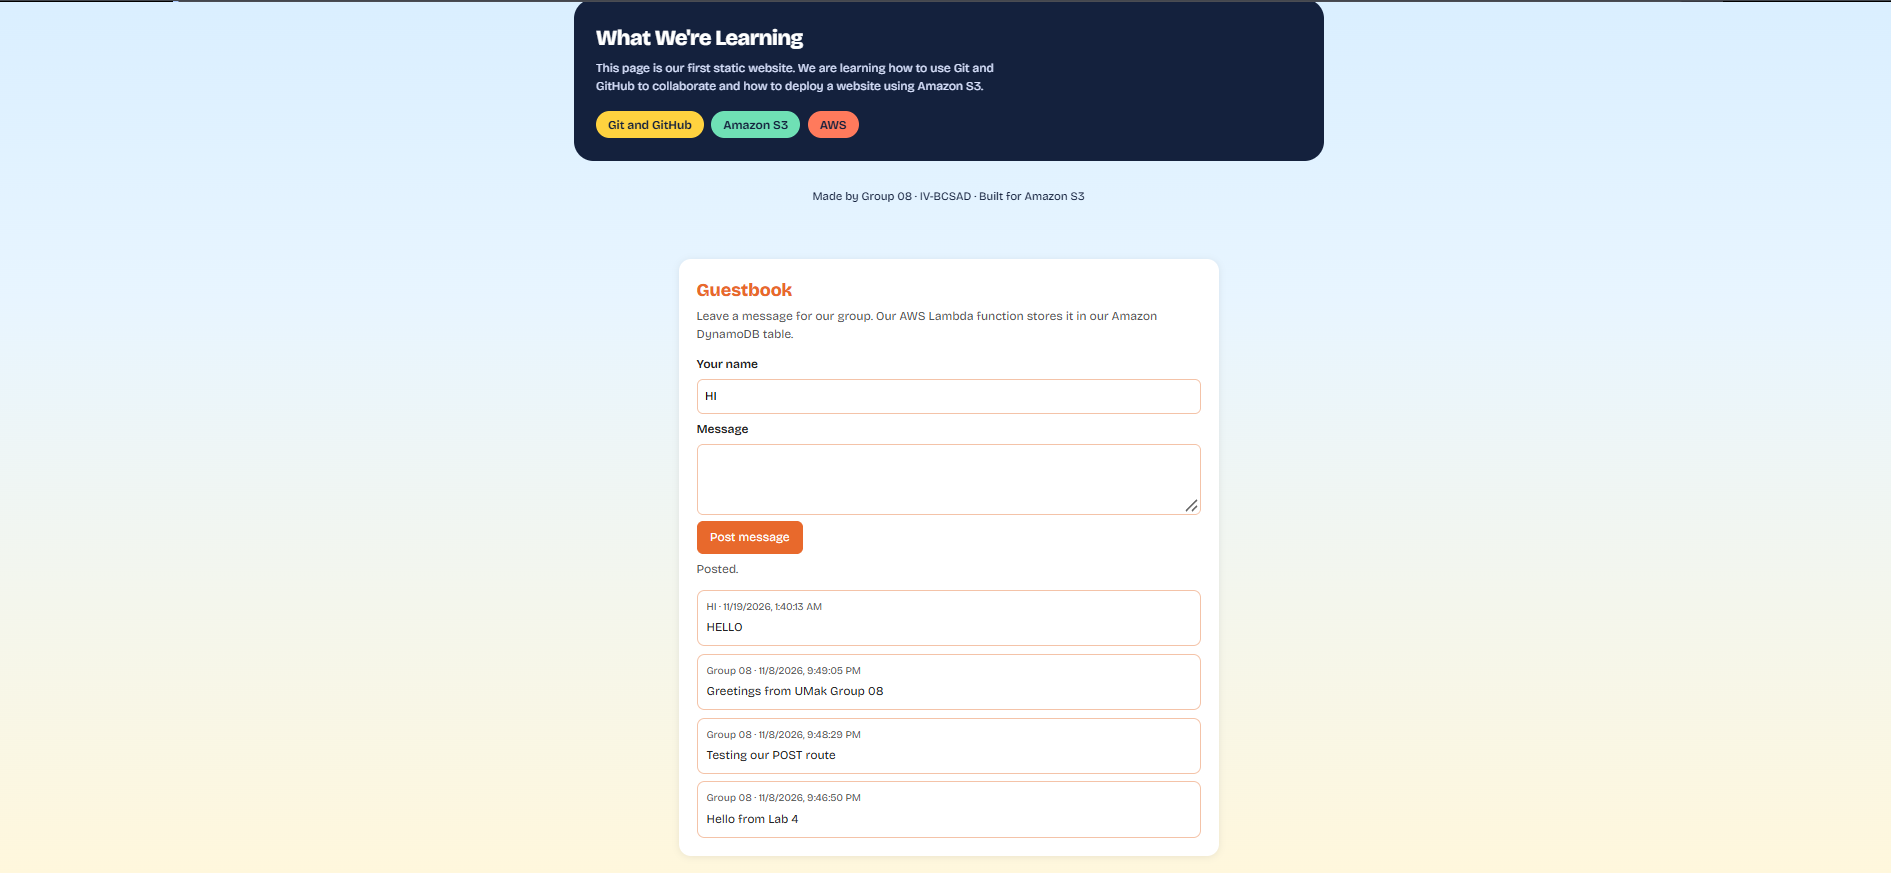 What We're Learning
This page is our first static website. We are learning how to use Git and
GitHub to collaborate and how to deploy a website using Amazon S3.
Git and GitHub
Amazon S3
AWS
Made by Group 08 · IV-BCSAD · Built for Amazon S3
Guestbook
Leave a message for our group. Our AWS Lambda function stores it in our Amazon
DynamoDB table.
Your name
HI
Message
Post message
Posted.
HI · 11/19/2026, 1:40:13 AM
HELLO
Group 08 · 11/8/2026, 9:49:05 PM
Greetings from UMak Group 08
Group 08 · 11/8/2026, 9:48:29 PM
Testing our POST route
Group 08 · 11/8/2026, 9:46:50 PM
Hello from Lab 4